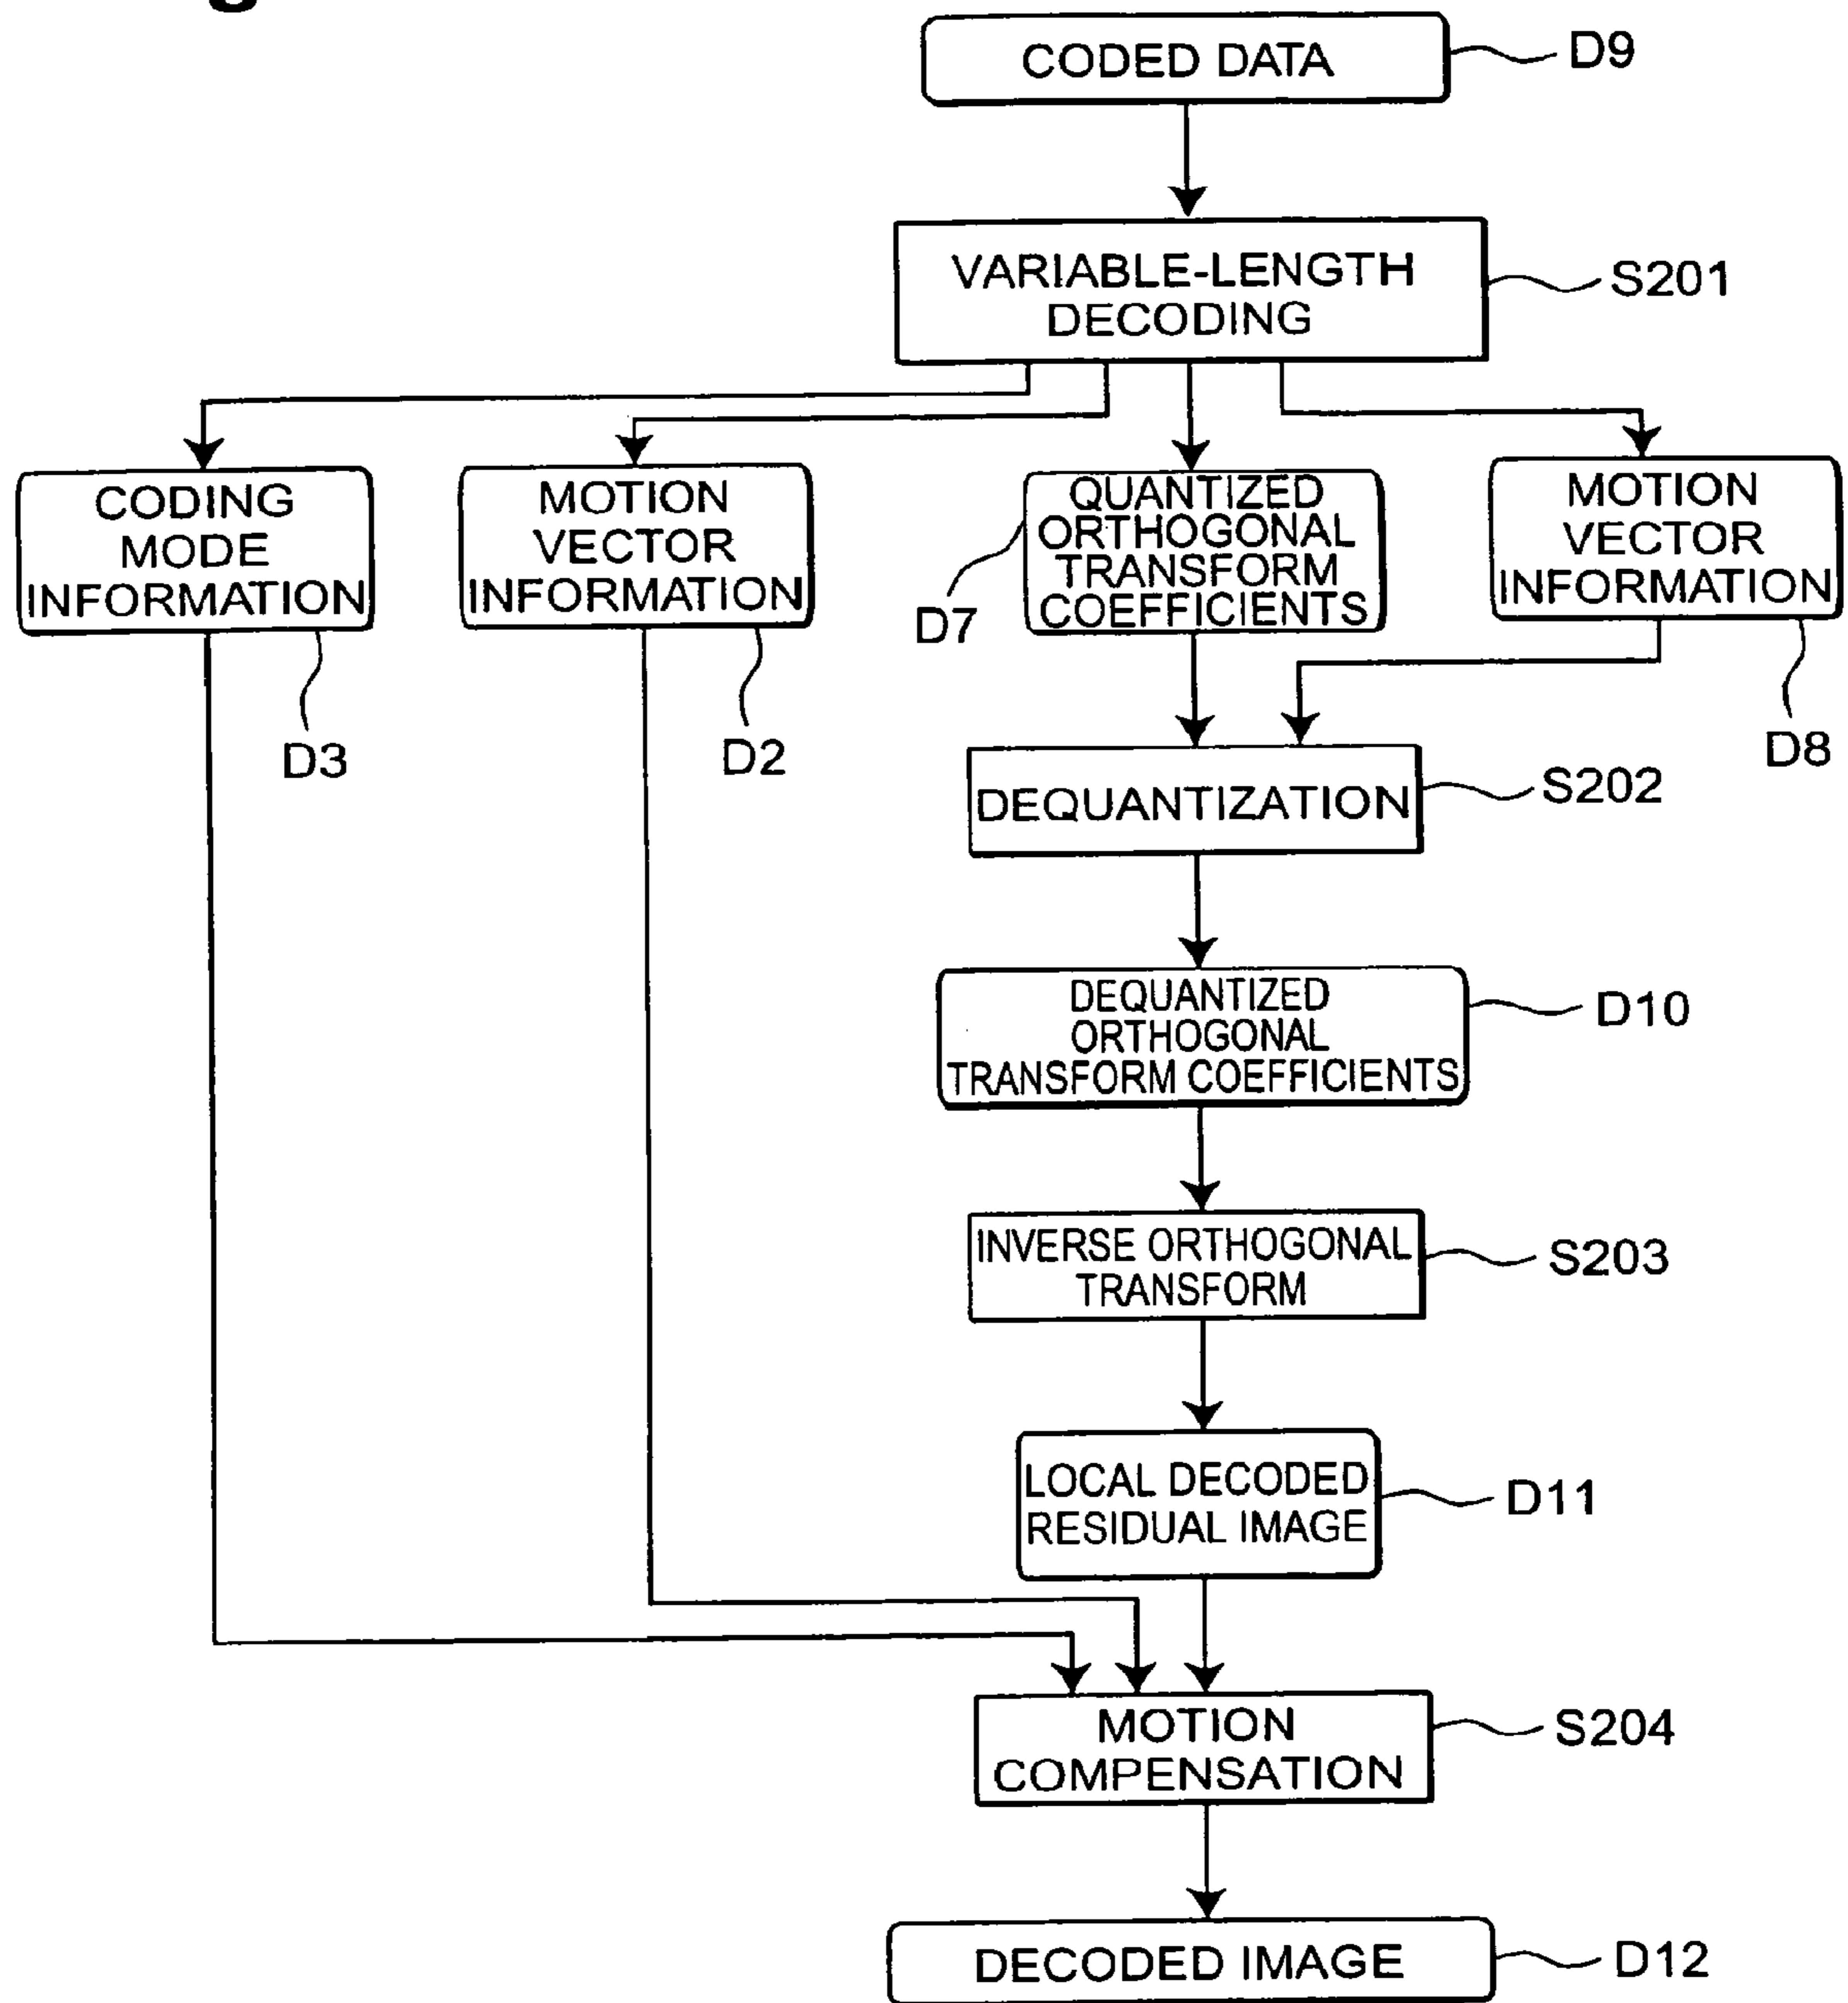 CODED DATA
D9
VARIABLE-LENGTH
DECODING
S201
CODING
MODE
INFORMATION
D3
MOTION
VECTOR
INFORMATION
D2
QUANTIZED
ORTHOGONAL
TRANSFORM
COEFFICIENTS
D7
MOTION
VECTOR
INFORMATION
D8
DEQUANTIZATION
S202
DEQUANTIZED
ORTHOGONAL
TRANSFORM COEFFICIENTS
D10
INVERSE ORTHOGONAL
TRANSFORM
S203
LOCAL DECODED
RESIDUAL IMAGE
D11
MOTION
COMPENSATION
S204
DECODED IMAGE
D12